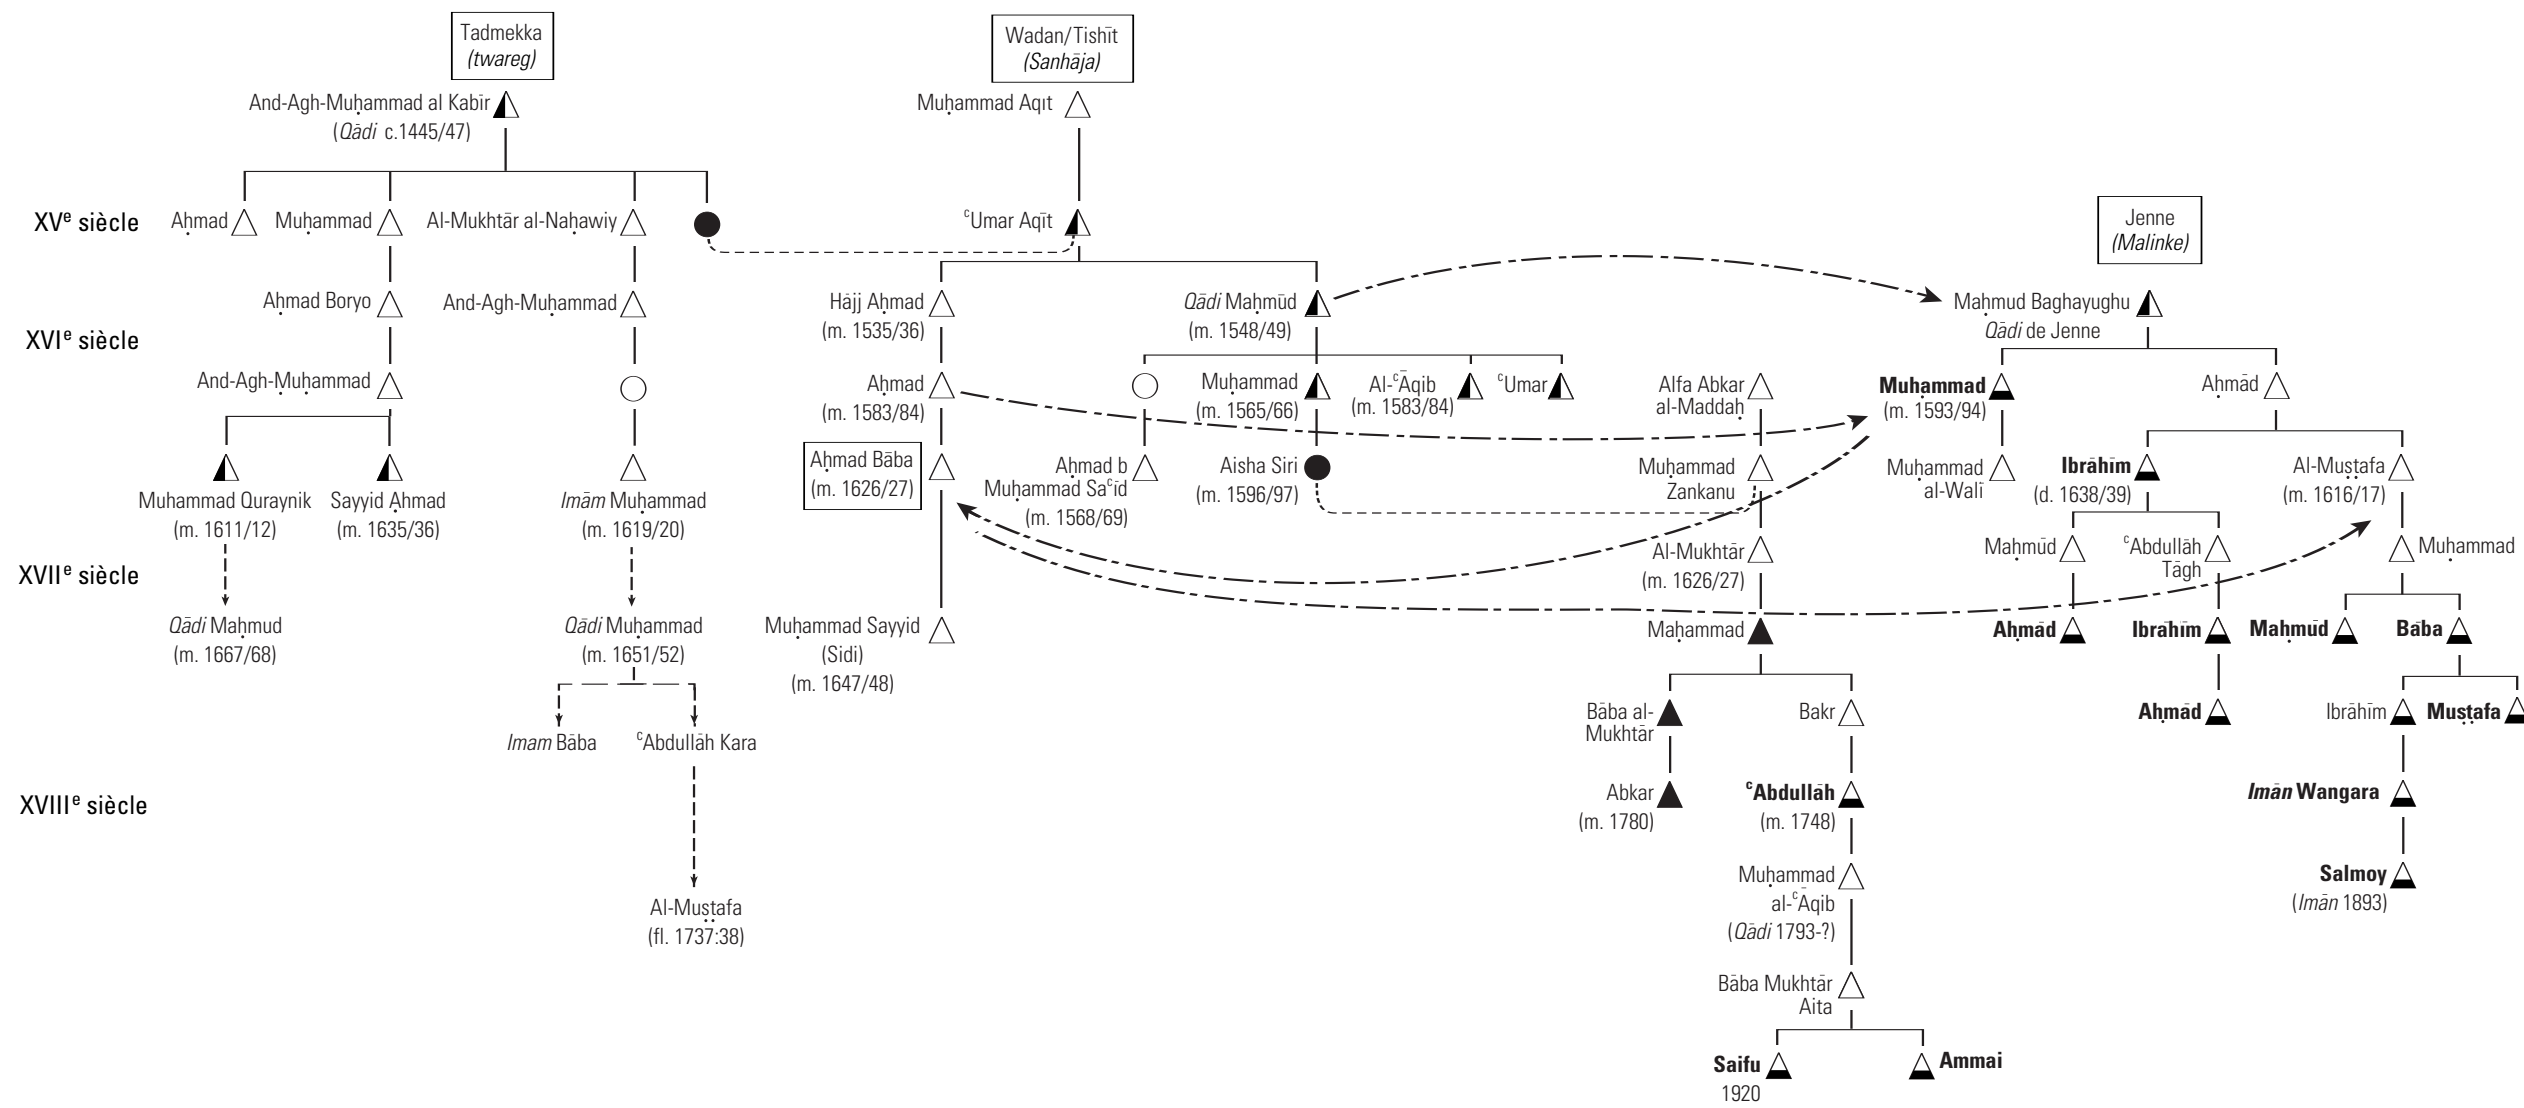 Tadmekka
(twareg)
Wadan/Tishīt
(Sanhāja)
And-Agh-Muḥammad al Kabīr
(Qādi c.1445/47)
Muḥammad Aqıt
XVe siècle
Aḥmad
Muḥammad
Al-Mukhtār al-Naḥawiy
ᶜUmar Aqīt
Jenne
(Malinke)
Aḥmad Boryo
And-Agh-Muḥammad
Hājj Aḥmad
(m. 1535/36)
Qādi Maḥmūd
(m. 1548/49)
Maḥmud Baghayughu
Qādi de Jenne
XVIe siècle
And-Agh-Muḥammad
Aḥmad
(m. 1583/84)
Muḥammad
(m. 1565/66)
Al-ᶜĀqib
(m. 1583/84)
ᶜUmar
Alfa Abkar
al-Maddaḥ
Muḥammad
(m. 1593/94)
Aḥmād
Muḥammad Quraynik
(m. 1611/12)
Sayyid Aḥmad
(m. 1635/36)
Imām Muḥammad
(m. 1619/20)
Aḥmad Bāba
(m. 1626/27)
Aḥmad b
Muḥammad Saᶜīd
(m. 1568/69)
Aisha Siri
(m. 1596/97)
Muḥammad
Zankanu
Muḥammad
al-Walī
Ibrāhīm
(d. 1638/39)
Al-Muṣṭafa
(m. 1616/17)
XVIIe siècle
Al-Mukhtār
(m. 1626/27)
Maḥmūd
ᶜAbdullāh
Tāgh
Muḥammad
Qādi Maḥmud
(m. 1667/68)
Qādi Muḥammad
(m. 1651/52)
Muḥammad Sayyid
(Sidi)
(m. 1647/48)
Maḥammad
Aḥmād
Ibrāhīm
Maḥmūd
Bāba
Imam Bāba
ᶜAbdullāh Kara
Bāba al-
Mukhtār
Bakr
Aḥmād
Ibrāhīm
Muṣṭafa
XVIIIe siècle
Abkar
(m. 1780)
ᶜAbdullāh
(m. 1748)
Imān Wangara
Al-Muṣṭafa
(fl. 1737:38)
Muḥammad
al-ᶜĀqib
(Qādi 1793-?)
Salmoy
(Imān 1893)
Bāba Mukhtār
Aita
Saifu
1920
Ammai